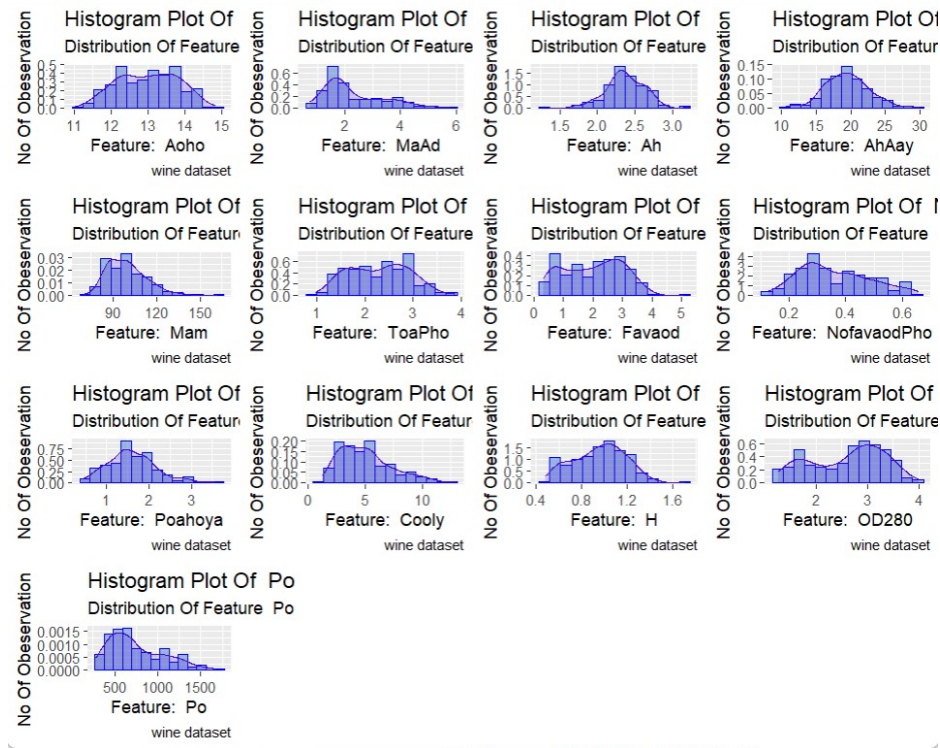 Histogram Plot Of
Distribution Of Feature
No Of Obeservation
0.5
0.4
0.3
0.2
0.1
0.0
11 12 13 14 15
Feature: Aoho
wine dataset
Histogram Plot Of
Distribution Of Feature
No Of Obeservation
0.6
0.4
0.2
0.0
2 4 6
Feature: MaAd
wine dataset
Histogram Plot Of
Distribution Of Feature
No Of Obeservation
1.5
1.0
0.5
0.0
1.5 2.0 2.5 3.0
Feature: Ah
wine dataset
Histogram Plot Of
Distribution Of Featur
No Of Obeservation
0.15
0.10
0.05
0.00
10 15 20 25 30
Feature: AhAay
wine dataset
Histogram Plot Of
Distribution Of Featur
No Of Obeservation
0.03
0.02
0.01
0.00
90 120 150
Feature: Mam
wine dataset
Histogram Plot Of
Distribution Of Feature
No Of Obeservation
0.6
0.4
0.2
0.0
1 2 3 4
Feature: ToaPho
wine dataset
Histogram Plot Of
Distribution Of Feature
No Of Obeservation
0.4
0.3
0.2
0.1
0.0
0 1 2 3 4 5
Feature: Favaod
wine dataset
Histogram Plot Of
Distribution Of Feature
No Of Obeservation
4
3
2
1
0
0.2 0.4 0.6
Feature: NofavaodPho
wine dataset
Histogram Plot Of
Distribution Of Feature
No Of Obeservation
0.75
0.50
0.25
0.00
1 2 3
Feature: Poahoya
wine dataset
Histogram Plot Of
Distribution Of Featur
No Of Obeservation
0.20
0.15
0.10
0.05
0.00
0 5 10
Feature: Cooly
wine dataset
Histogram Plot Of
Distribution Of Feature
No Of Obeservation
1.5
1.0
0.5
0.0
0.4 0.8 1.2 1.6
Feature: H
wine dataset
Histogram Plot Of
Distribution Of Feature
No Of Obeservation
0.6
0.4
0.2
0.0
2 3 4
Feature: OD280
wine dataset
Histogram Plot Of Po
Distribution Of Feature Po
No Of Obeservation
0.0015
0.0010
0.0005
0.0000
500 1000 1500
Feature: Po
wine dataset